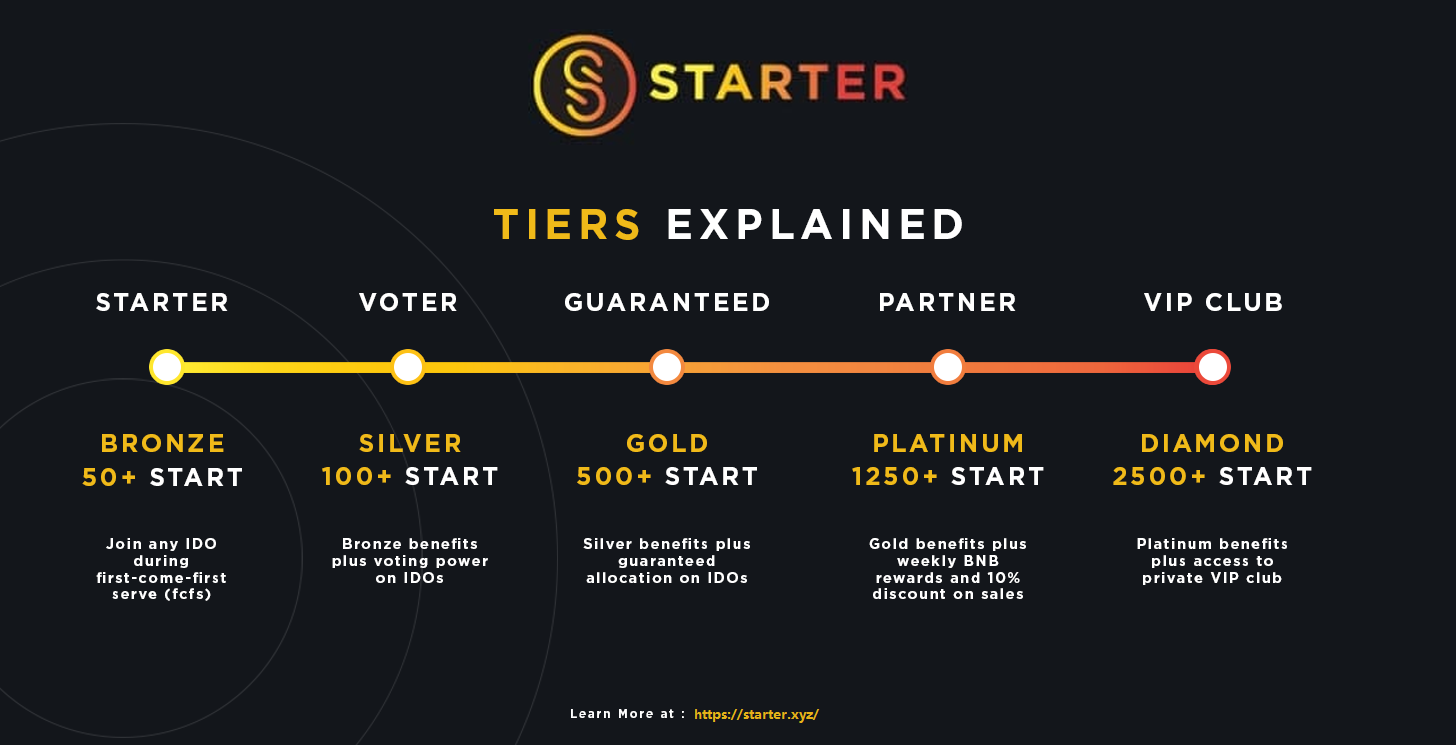 STARTER
TIERS EXPLAINED
STARTER
VOTER
GUARANTEED
PARTNER
VIP CLUB
BRONZE
50+ START
Join any IDO
during
first-come-first
serve (fcfs)
SILVER
100+ START
Bronze benefits
plus voting power
on IDOs
GOLD
500+ START
Silver benefits plus
guaranteed
allocation on IDOs
PLATINUM
1250+ START
Gold benefits plus
weekly BNB
rewards and 10%
discount on sales
DIAMOND
2500+ START
Platinum benefits
plus access to
private VIP club
Learn More at : https://starter.xyz/